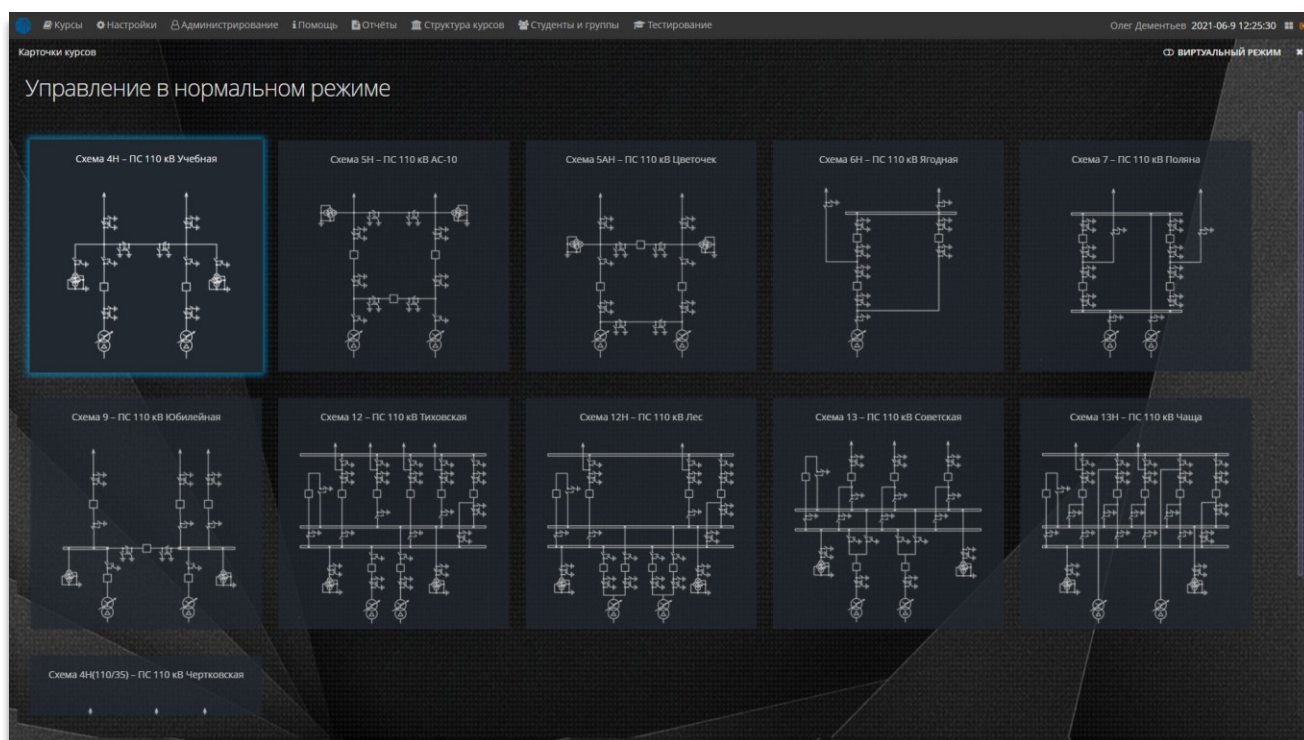 Курсы Настройки Администрирование Помощь Отчёты Структура курсов Студенты и группы Тестирование Олег Дементьев 2021-06-9 12:25:30
Карточки курсов ВИРТУАЛЬНЫЙ РЕЖИМ
Управление в нормальном режиме
Схема 4Н – ПС 110 кВ Учебная Схема 5Н – ПС 110 кВ АС-10 Схема 5АН – ПС 110 кВ Цветочек Схема 6Н – ПС 110 кВ Ягодная Схема 7 – ПС 110 кВ Поляна
Схема 9 – ПС 110 кВ Юбилейная Схема 12 – ПС 110 кВ Тиховская Схема 12Н – ПС 110 кВ Лес Схема 13 – ПС 110 кВ Советская Схема 13Н – ПС 110 кВ Чаща
Схема 4Н(110/35) – ПС 110 кВ Чертковская